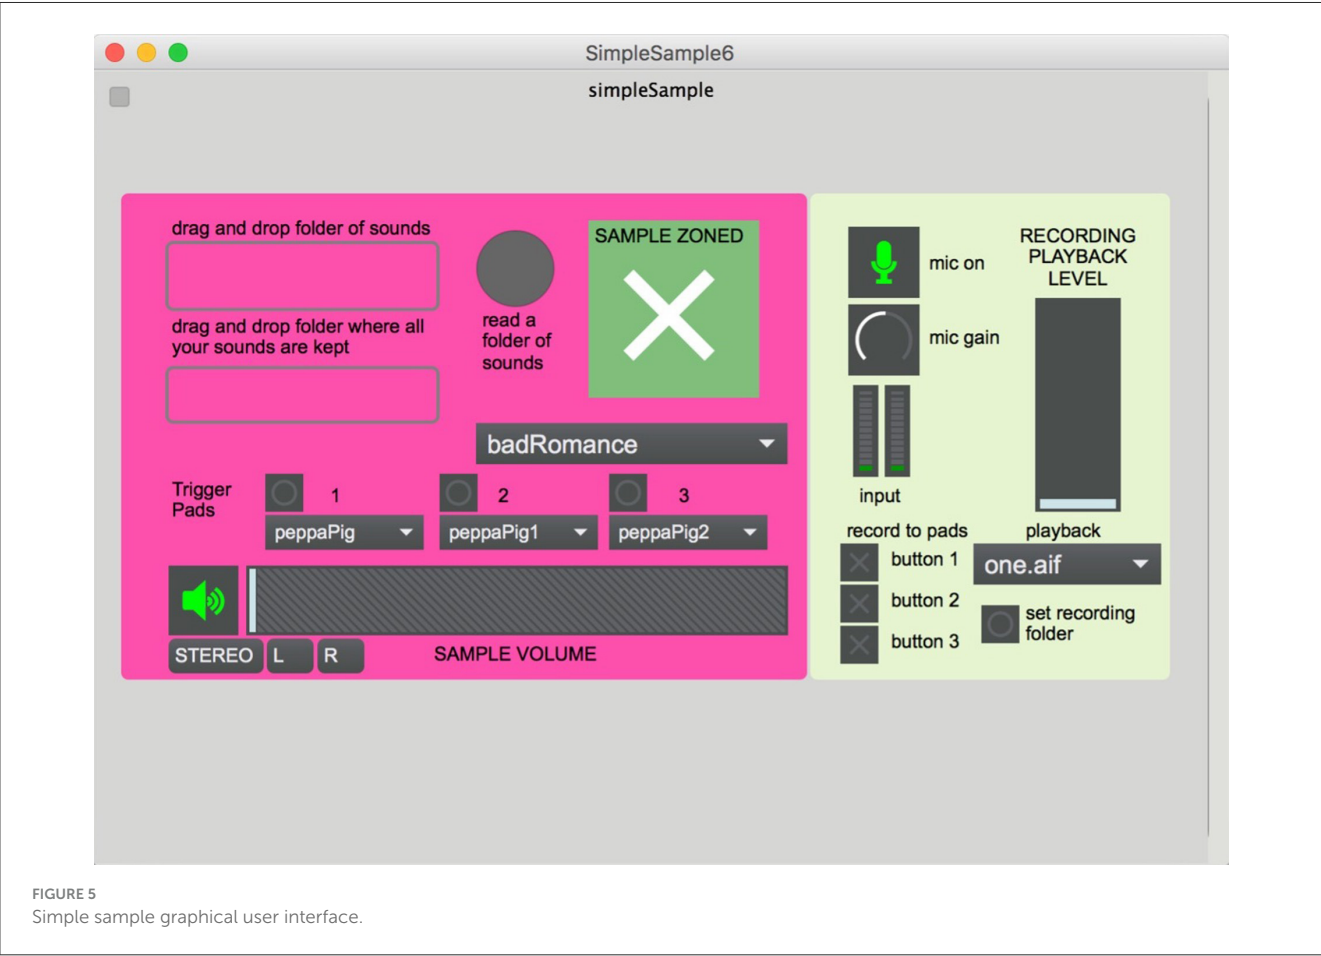 SimpleSample6
simpleSample
drag and drop folder of sounds
drag and drop folder where all
your sounds are kept
read a
folder of
sounds
SAMPLE ZONED
badRomance
Trigger
Pads
1
2
3
peppaPig
peppaPig1
peppaPig2
STEREO
L
R
SAMPLE VOLUME
mic on
mic gain
input
RECORDING
PLAYBACK
LEVEL
record to pads
button 1
button 2
button 3
playback
one.aif
set recording
folder
FIGURE 5
Simple sample graphical user interface.